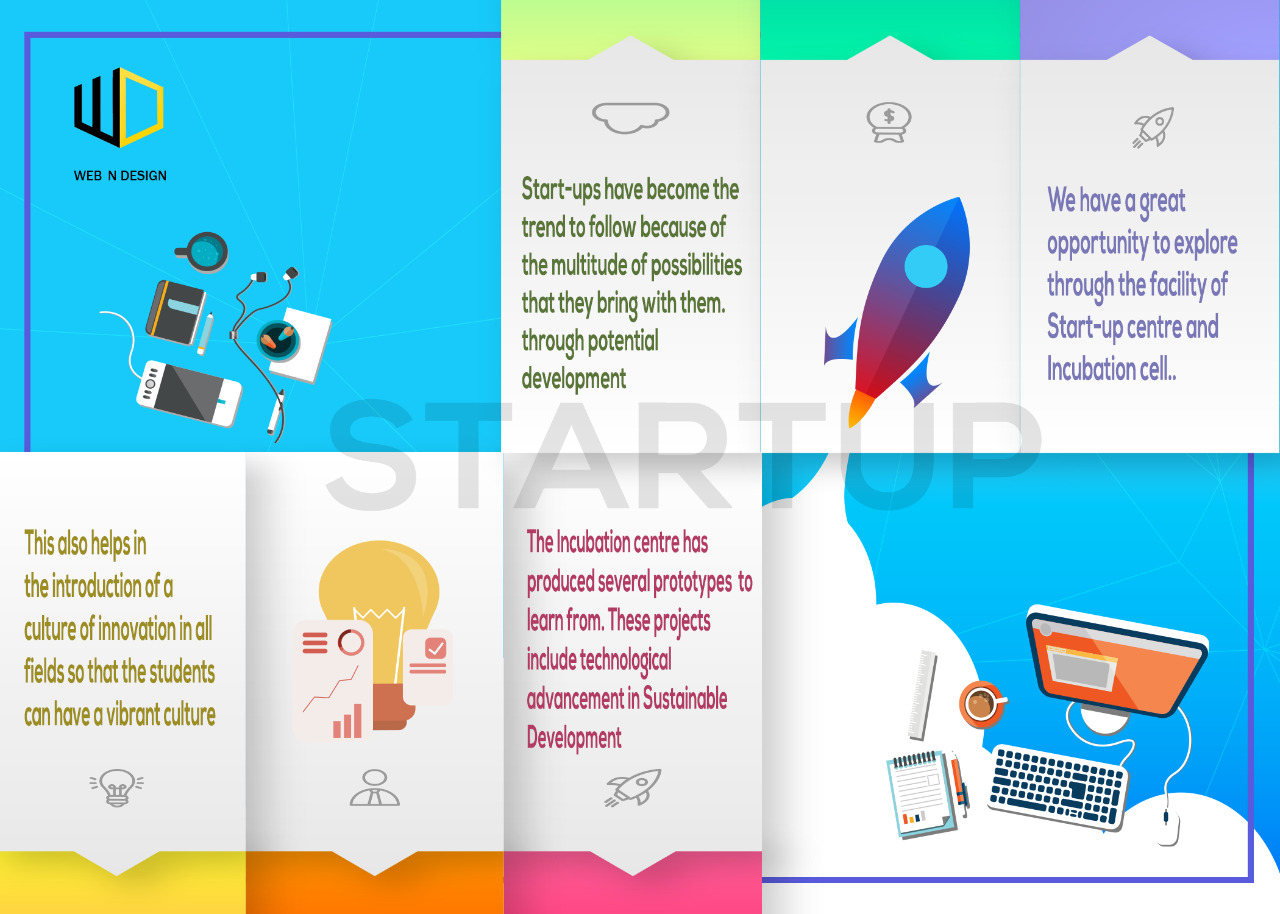 WEB N DESIGN
Start-ups have become the
trend to follow because of
the multitude of possibilities
that they bring with them.
through potential
development
$
We have a great
opportunity to explore
through the facility of
Start-up centre and
Incubation cell..
STARTUP
This also helps in
the introduction of a
culture of innovation in all
fields so that the students
can have a vibrant culture
The Incubation centre has
produced several prototypes to
learn from. These projects
include technological
advancement in Sustainable
Development